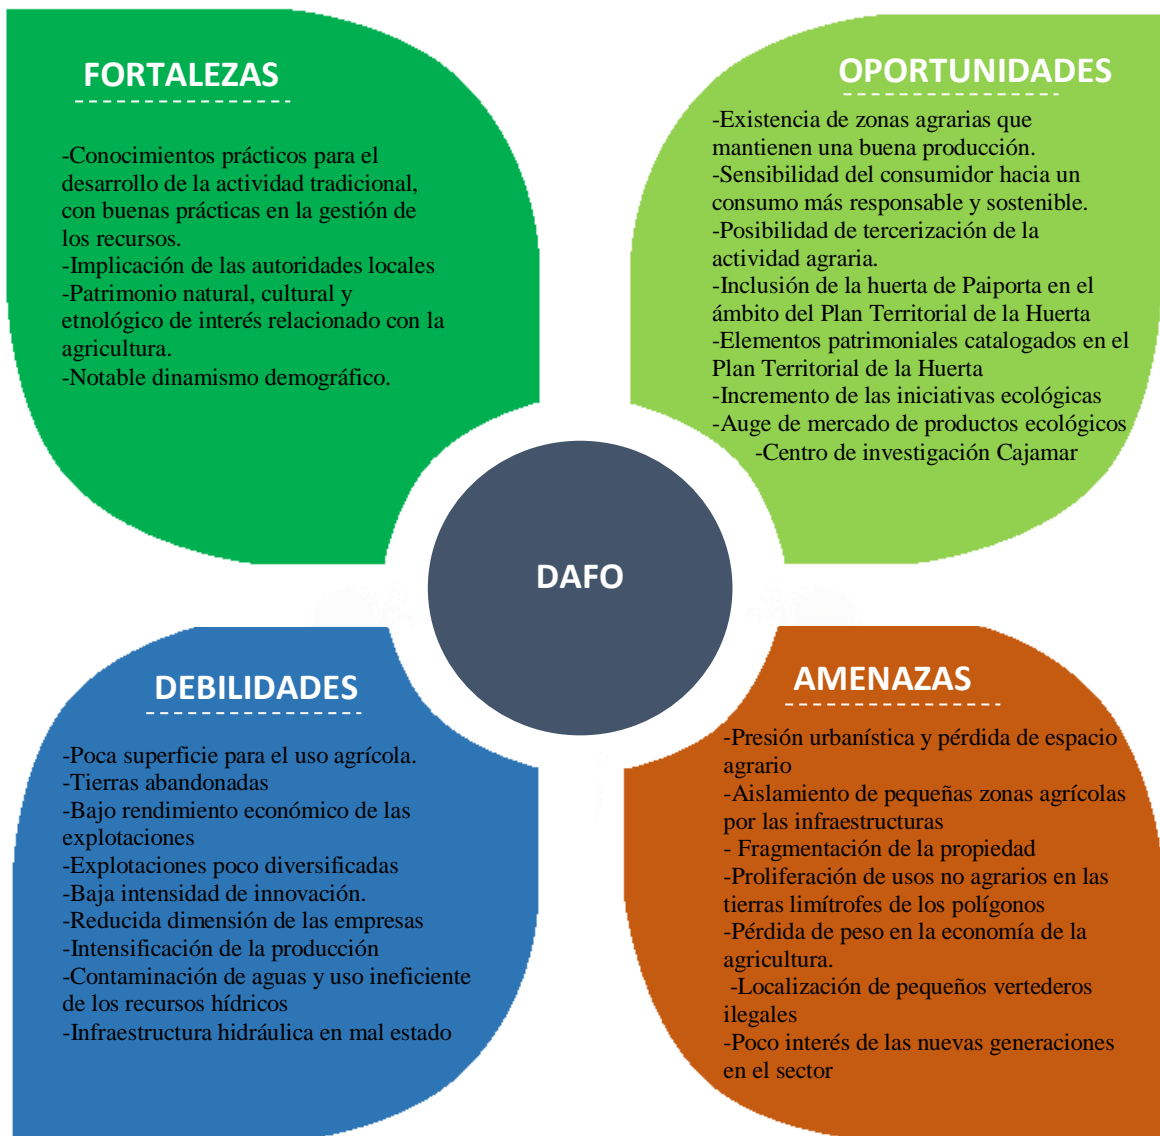 FORTALEZAS
-Conocimientos prácticos para el
desarrollo de la actividad tradicional,
con buenas prácticas en la gestión de
los recursos.
-Implicación de las autoridades locales
-Patrimonio natural, cultural y
etnológico de interés relacionado con la
agricultura.
-Notable dinamismo demográfico.
OPORTUNIDADES
-Existencia de zonas agrarias que
mantienen una buena producción.
-Sensibilidad del consumidor hacia un
consumo más responsable y sostenible.
-Posibilidad de tercerización de la
actividad agraria.
-Inclusión de la huerta de Paiporta en el
ámbito del Plan Territorial de la Huerta
-Elementos patrimoniales catalogados en el
Plan Territorial de la Huerta
-Incremento de las iniciativas ecológicas
-Auge de mercado de productos ecológicos
-Centro de investigación Cajamar
DAFO
DEBILIDADES
-Poca superficie para el uso agrícola.
-Tierras abandonadas
-Bajo rendimiento económico de las
explotaciones
-Explotaciones poco diversificadas
-Baja intensidad de innovación.
-Reducida dimensión de las empresas
-Intensificación de la producción
-Contaminación de aguas y uso ineficiente
de los recursos hídricos
-Infraestructura hidráulica en mal estado
AMENAZAS
-Presión urbanística y pérdida de espacio
agrario
-Aislamiento de pequeñas zonas agrícolas
por las infraestructuras
- Fragmentación de la propiedad
-Proliferación de usos no agrarios en las
tierras limítrofes de los polígonos
-Pérdida de peso en la economía de la
agricultura.
-Localización de pequeños vertederos
ilegales
-Poco interés de las nuevas generaciones
en el sector